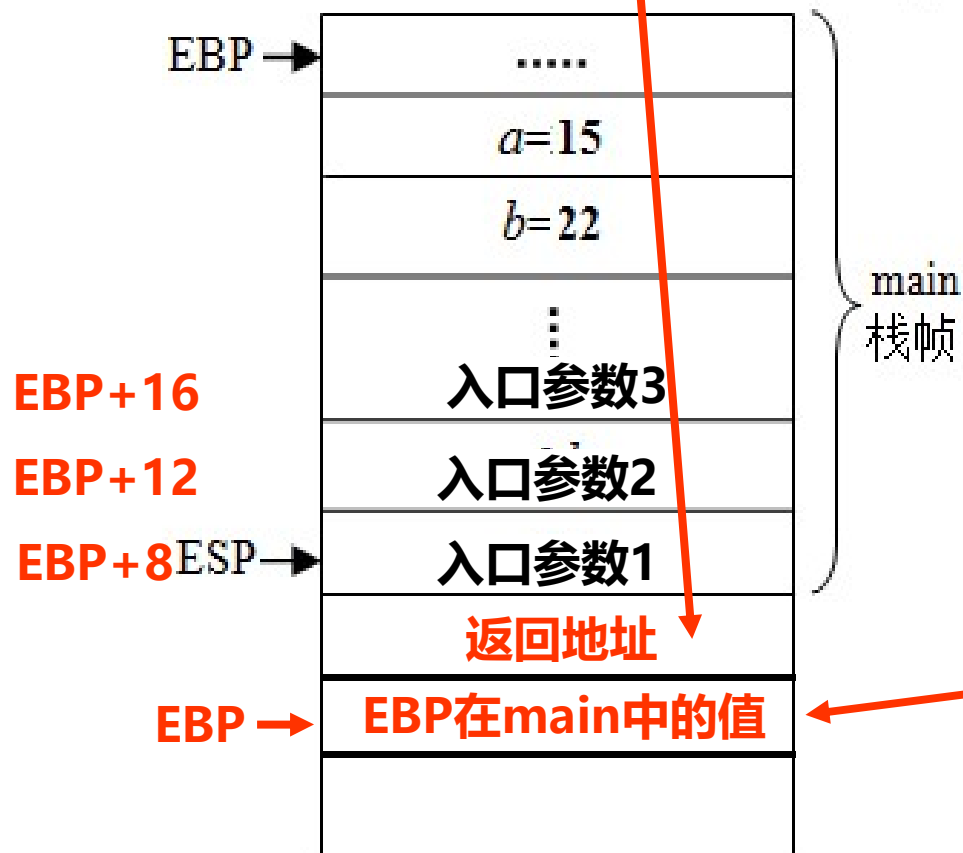 EBP
.....
a=15
b=22
main
栈帧
EBP+16
入口参数3
EBP+12
入口参数2
EBP+8 ESP
入口参数1
返回地址
EBP
EBP在main中的值